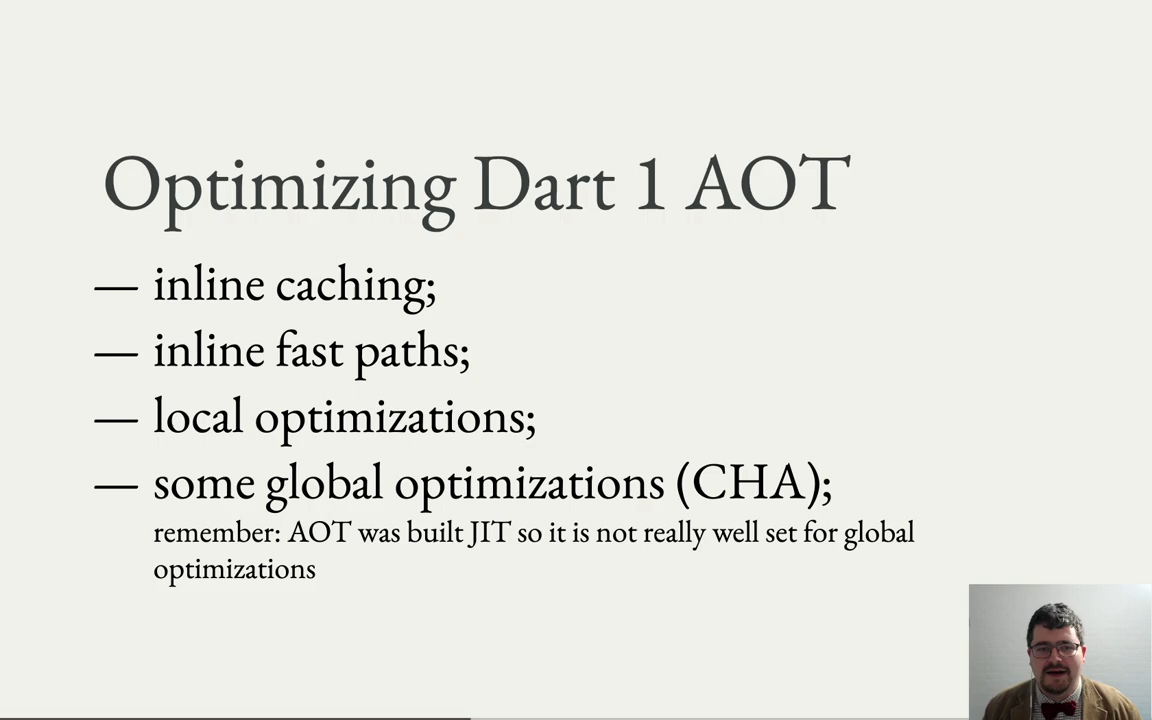 Optimizing Dart 1 AOT
— inline caching;
— inline fast paths;
— local optimizations;
— some global optimizations (CHA);
remember: AOT was built JIT so it is not really well set for global
optimizations